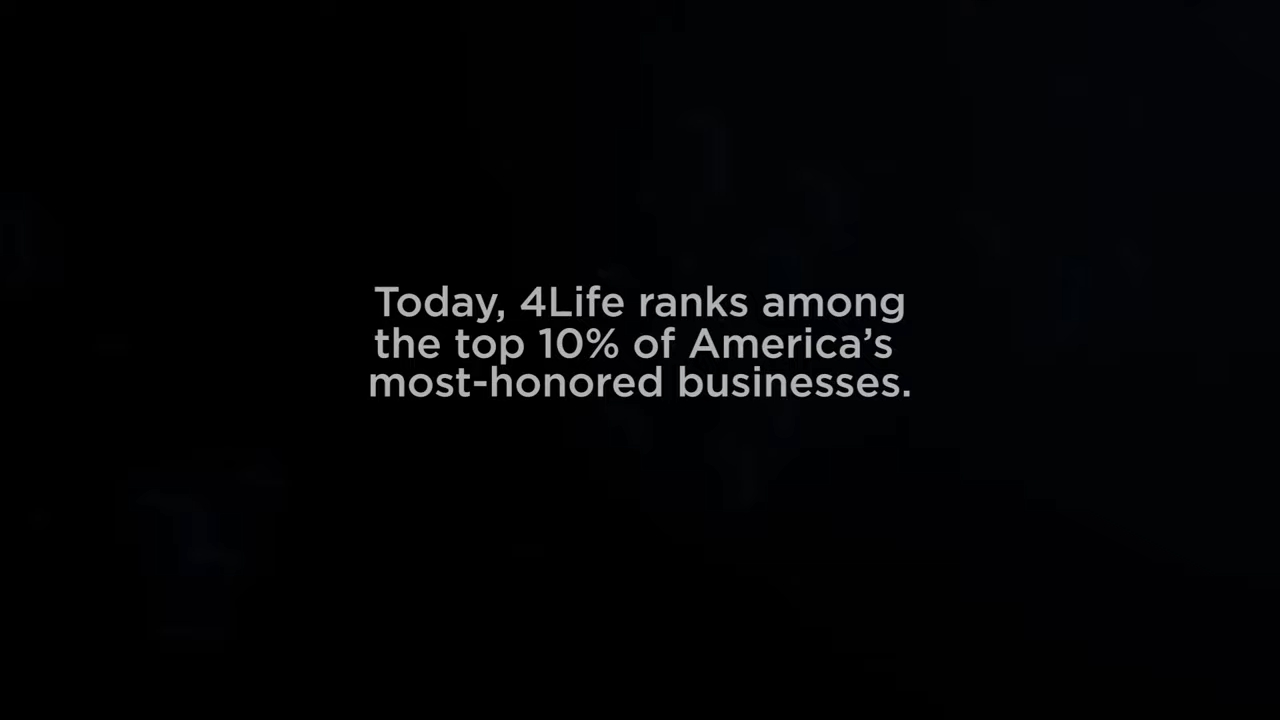 Today, 4Life ranks among
the top 10% of America’s
most-honored businesses.